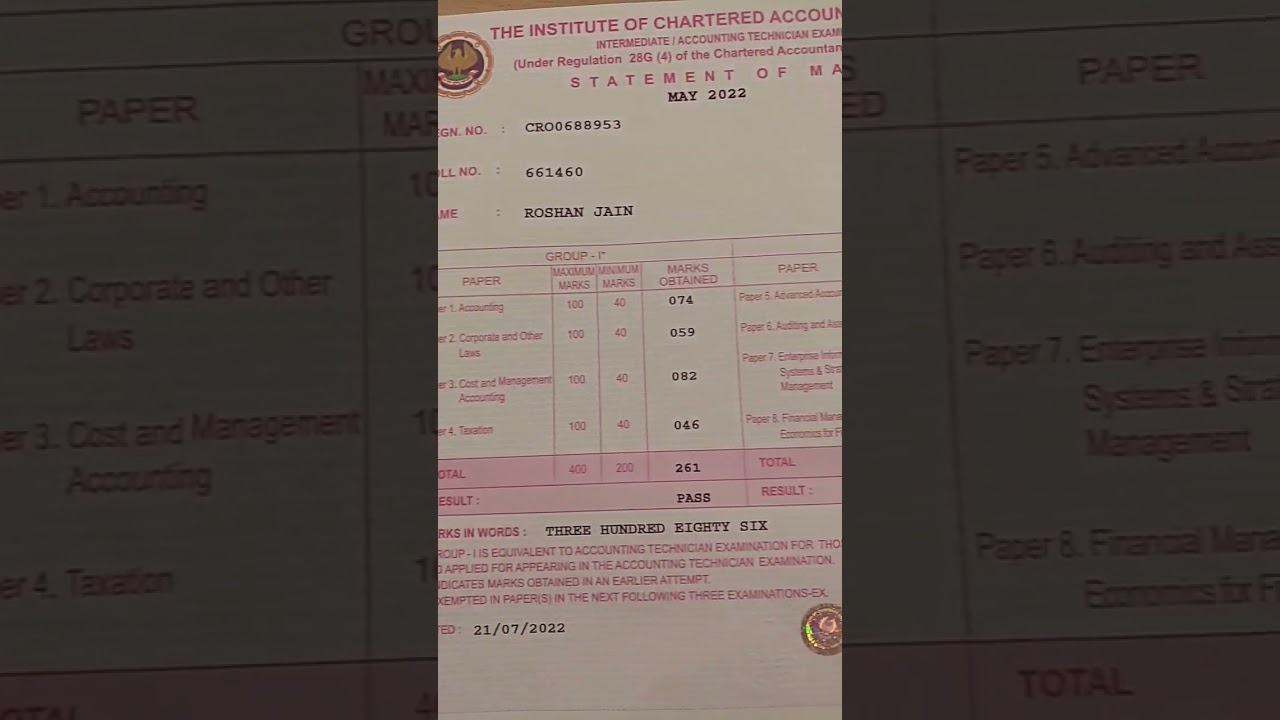 THE INSTITUTE OF CHARTERED ACCOUN
INTERMEDIATE / ACCOUNTING TECHNICIAN EXAMI
(Under Regulation 28G (4) of the Chartered Accountan
STATEMENT OF MA
MAY 2022
EGN. NO. : CRO0688953
LL NO. : 661460
ME : ROSHAN JAIN
GROUP - I*
PAPER MAXIMUM MARKS MINIMUM MARKS MARKS OBTAINED PAPER
er 1. Accounting 100 40 074 Paper 5. Advanced Accoun
er 2. Corporate and Other Laws 100 40 059 Paper 6. Auditing and Ass
er 3. Cost and Management Accounting 100 40 082 Paper 7. Enterprise Inform Systems & Stra Management
er 4. Taxation 100 40 046 Paper 8. Financial Mana Economics for F
OTAL 400 200 261 TOTAL
ESULT : PASS RESULT :
RKS IN WORDS : THREE HUNDRED EIGHTY SIX
ROUP - I IS EQUIVALENT TO ACCOUNTING TECHNICIAN EXAMINATION FOR THO
D APPLIED FOR APPEARING IN THE ACCOUNTING TECHNICIAN EXAMINATION.
DICATES MARKS OBTAINED IN AN EARLIER ATTEMPT.
XEMPTED IN PAPER(S) IN THE NEXT FOLLOWING THREE EXAMINATIONS-EX.
TED : 21/07/2022